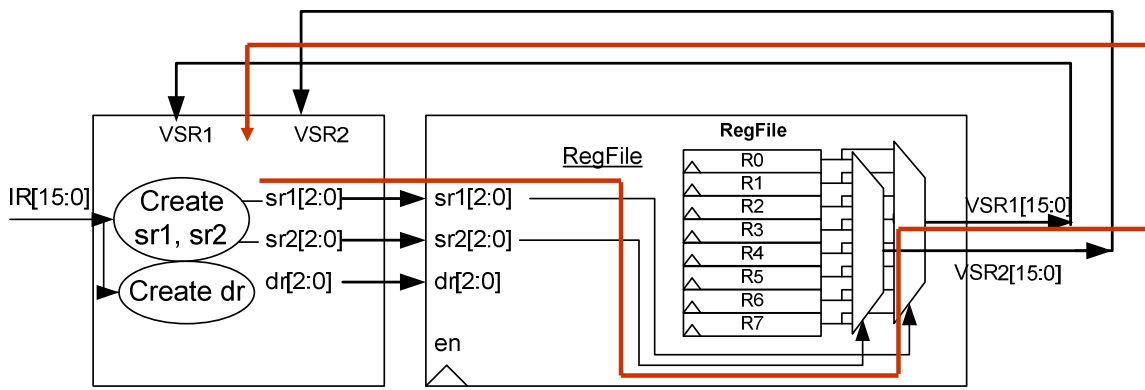 VSR1
VSR2
IR[15:0]
Create
sr1, sr2
Create dr
sr1[2:0]
sr2[2:0]
dr[2:0]
sr1[2:0]
sr2[2:0]
dr[2:0]
en
RegFile
RegFile
R0
R1
R2
R3
R4
R5
R6
R7
VSR1[15:0]
VSR2[15:0]